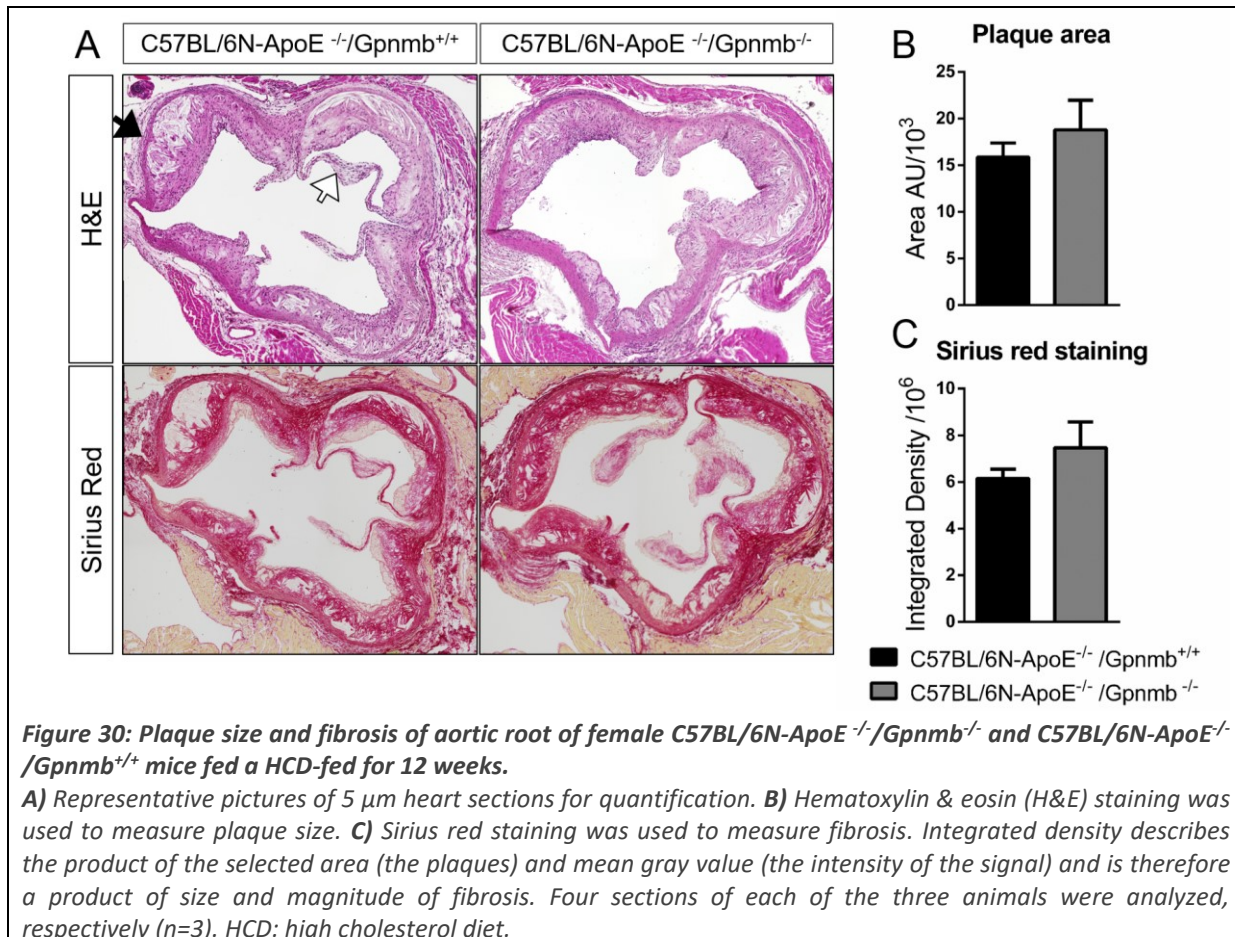 A
C57BL/6N-ApoE -/-/Gpnmb+/+
C57BL/6N-ApoE -/-/Gpnmb-/-
H&E
Sirius Red
B
Plaque area
Area AU/10³
25
20
15
10
5
0
C
Sirius red staining
Integrated Density /10⁶
10
8
6
4
2
0
C57BL/6N-ApoE-/- /Gpnmb+/+
C57BL/6N-ApoE-/- /Gpnmb -/-
Figure 30: Plaque size and fibrosis of aortic root of female C57BL/6N-ApoE -/-/Gpnmb-/- and C57BL/6N-ApoE-/-
/Gpnmb+/+ mice fed a HCD-fed for 12 weeks.
A) Representative pictures of 5 µm heart sections for quantification. B) Hematoxylin & eosin (H&E) staining was
used to measure plaque size. C) Sirius red staining was used to measure fibrosis. Integrated density describes
the product of the selected area (the plaques) and mean gray value (the intensity of the signal) and is therefore
a product of size and magnitude of fibrosis. Four sections of each of the three animals were analyzed,
respectively (n=3). HCD: high cholesterol diet.